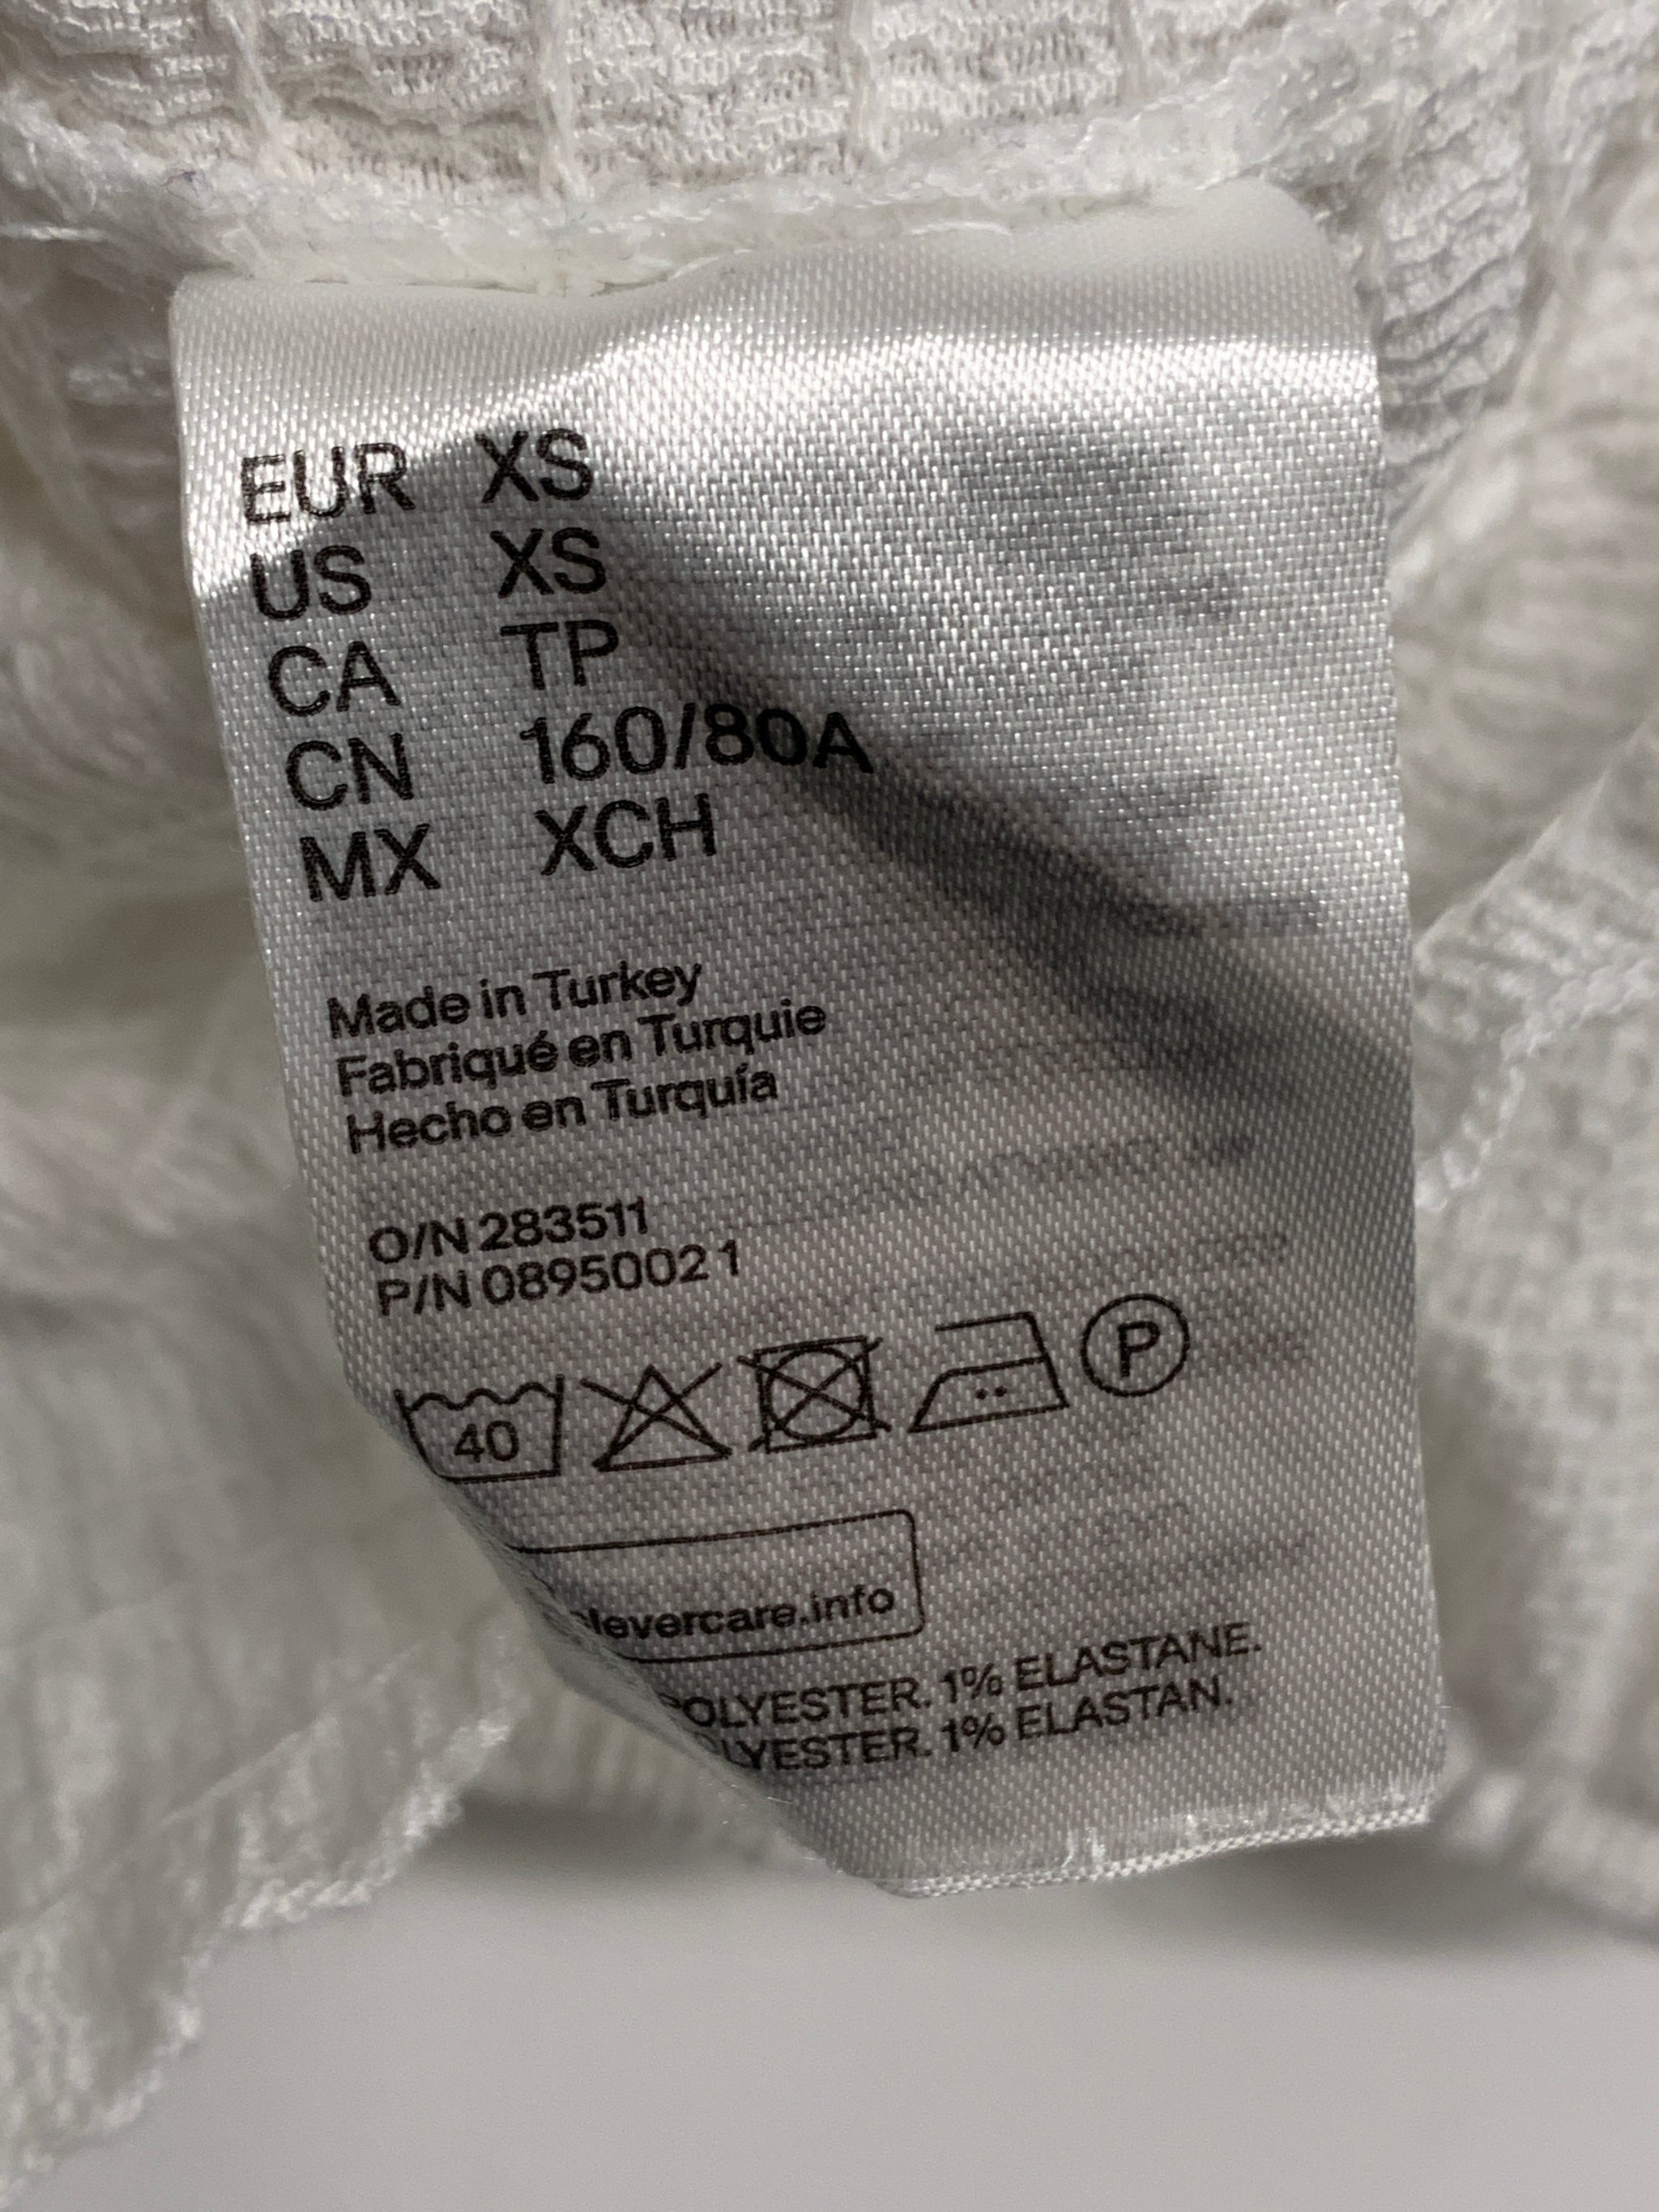 EUR XS
US XS
CA TP
CN 160/80A
MX XCH
Made in Turkey
Fabriqué en Turquie
Hecho en Turquía
O/N 283511
P/N 08950021
40
P
clevercare.info
POLYESTER. 1% ELASTANE.
POLYESTER. 1% ELASTAN.